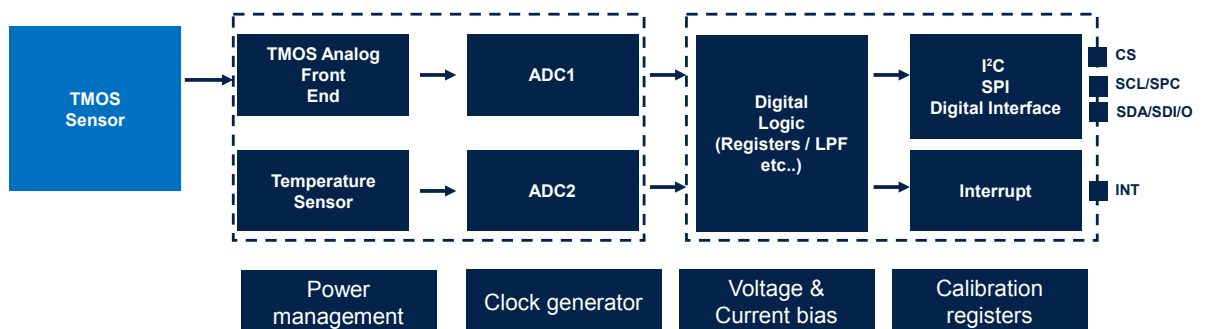 TMOS
Sensor
TMOS Analog
Front
End
ADC1
Temperature
Sensor
ADC2
Digital
Logic
(Registers / LPF
etc..)
I²C
SPI
Digital Interface
Interrupt
CS
SCL/SPC
SDA/SDI/O
INT
Power
management
Clock generator
Voltage &
Current bias
Calibration
registers